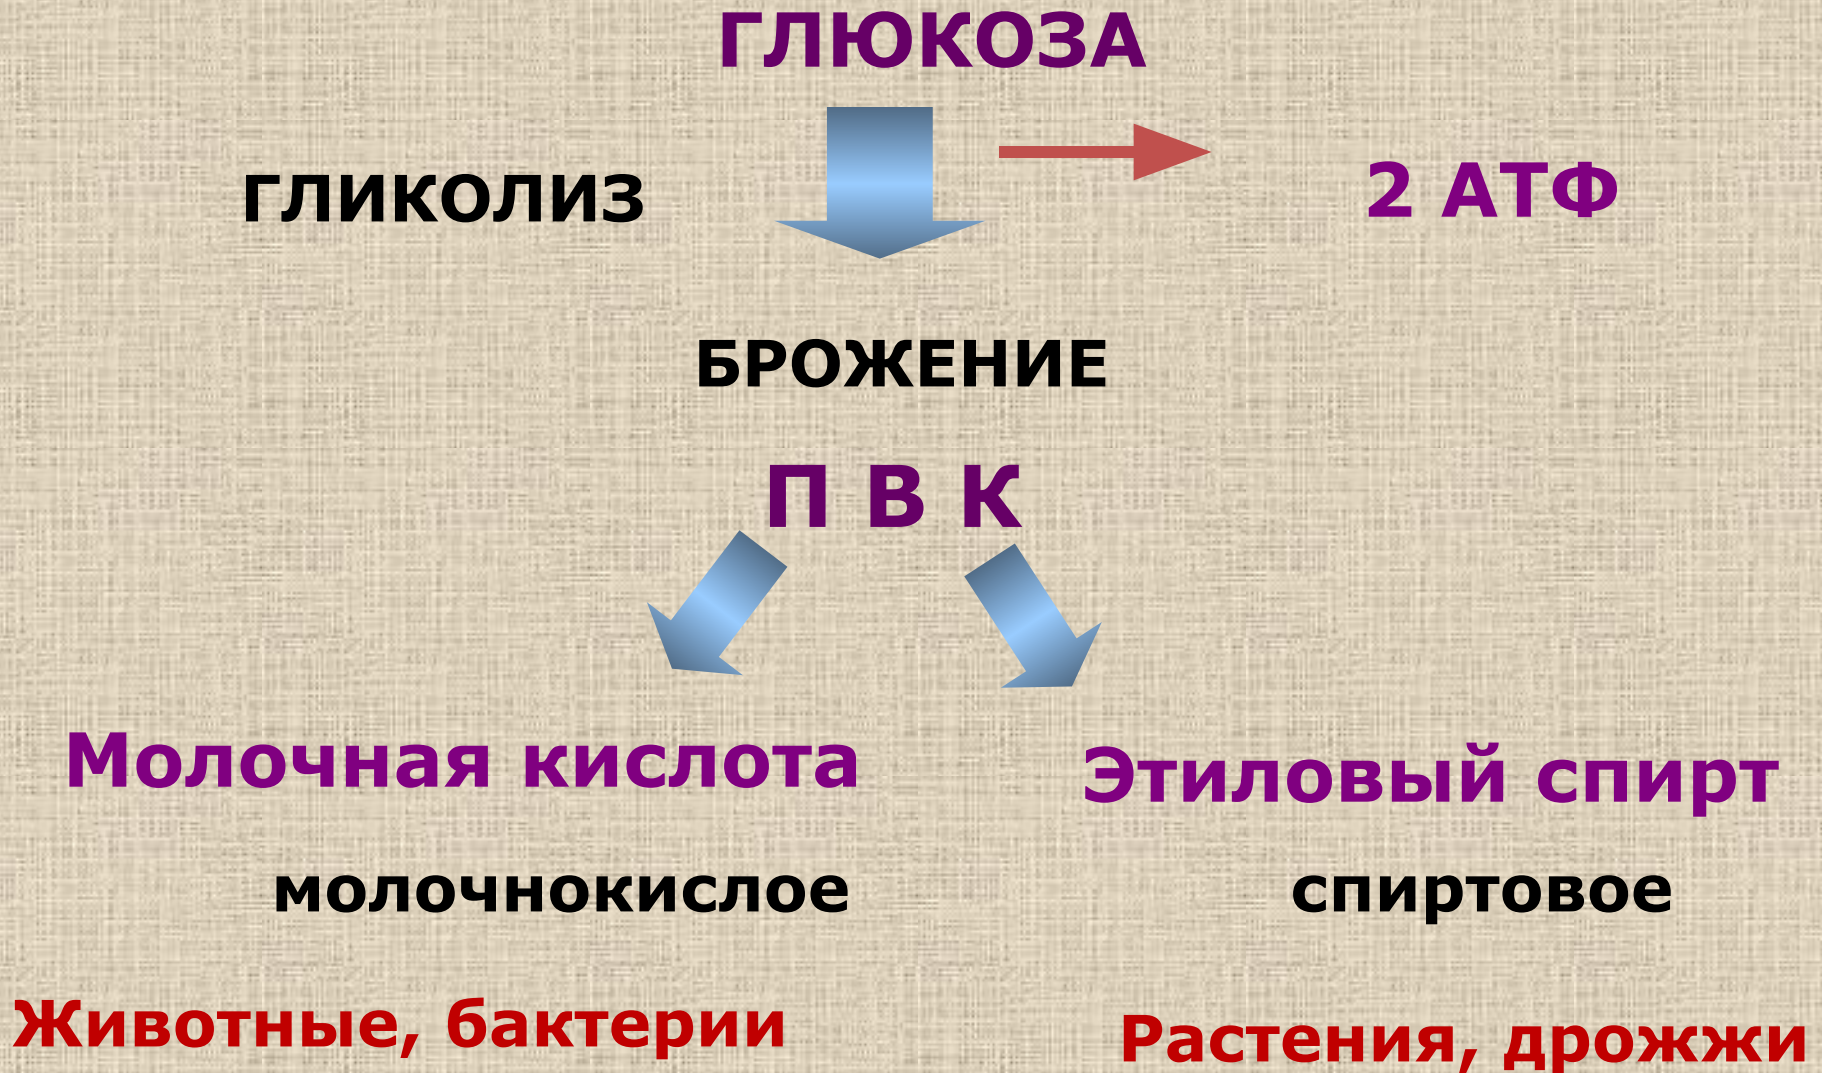 ГЛЮКОЗА
ГЛИКОЛИЗ
2 АТФ
БРОЖЕНИЕ
П В К
Молочная кислота
Этиловый спирт
молочнокислое
спиртовое
Животные, бактерии
Растения, дрожжи